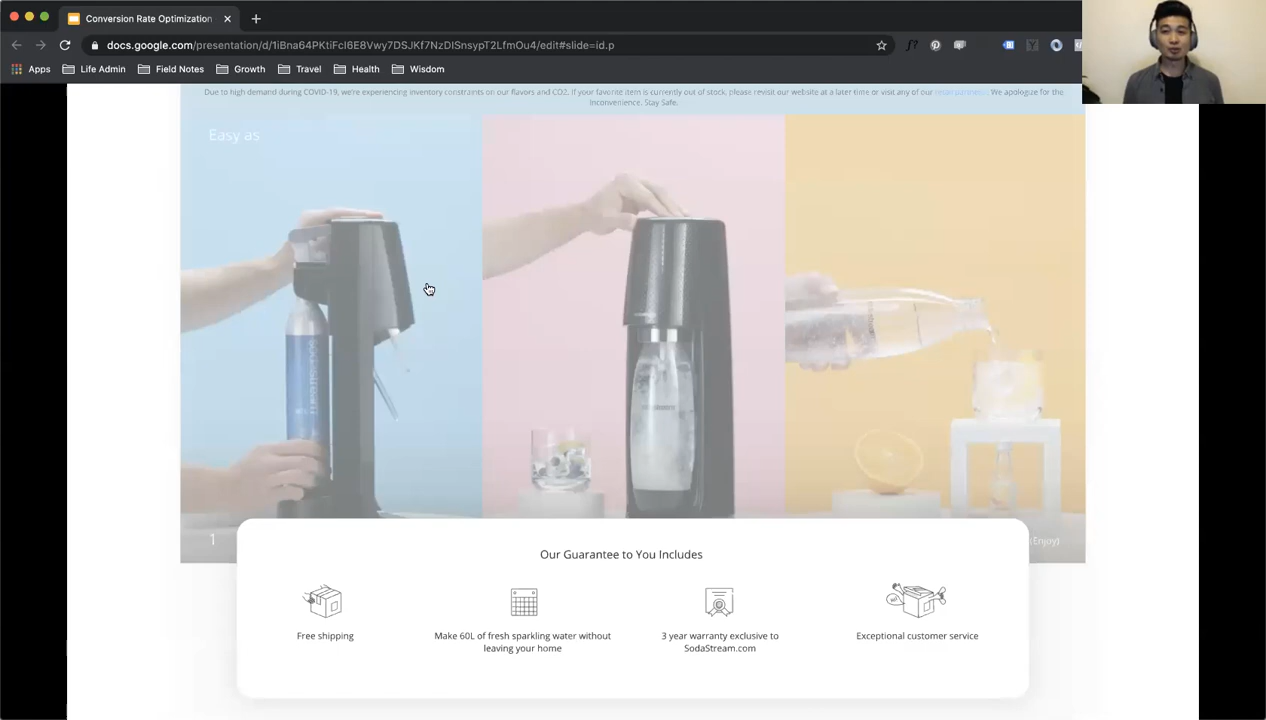 Conversion Rate Optimization
docs.google.com/presentation/d/1iBna64PKtiFcI6E8Vwy7DSJKf7NzDISnsypT2LfmOu4/edit#slide=id.p
Apps Life Admin Field Notes Growth Travel Health Wisdom
Due to high demand during COVID-19, we're experiencing inventory constraints on our flavors and CO2. If your favorite item is currently out of stock, please revisit our website at a later time or visit any of our We apologize for the
inconvenience. Stay Safe.
Easy as
sodastream
1
(Enjoy)
Our Guarantee to You Includes
Free shipping
Make 60L of fresh sparkling water without
leaving your home
3 year warranty exclusive to
SodaStream.com
Exceptional customer service